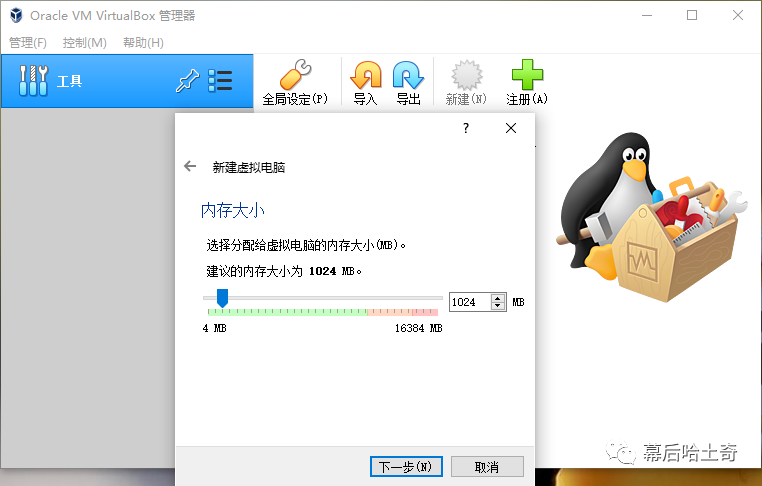 Oracle VM VirtualBox 管理器
管理(F) 控制(M) 帮助(H)
工具
全局设定(P) 导入 导出 新建(N) 注册(A)
?
新建虚拟电脑
内存大小
选择分配给虚拟电脑的内存大小(MB)。
建议的内存大小为 1024 MB。
1024 MB
4 MB 16384 MB
下一步(N) 取消
幕后哈士奇